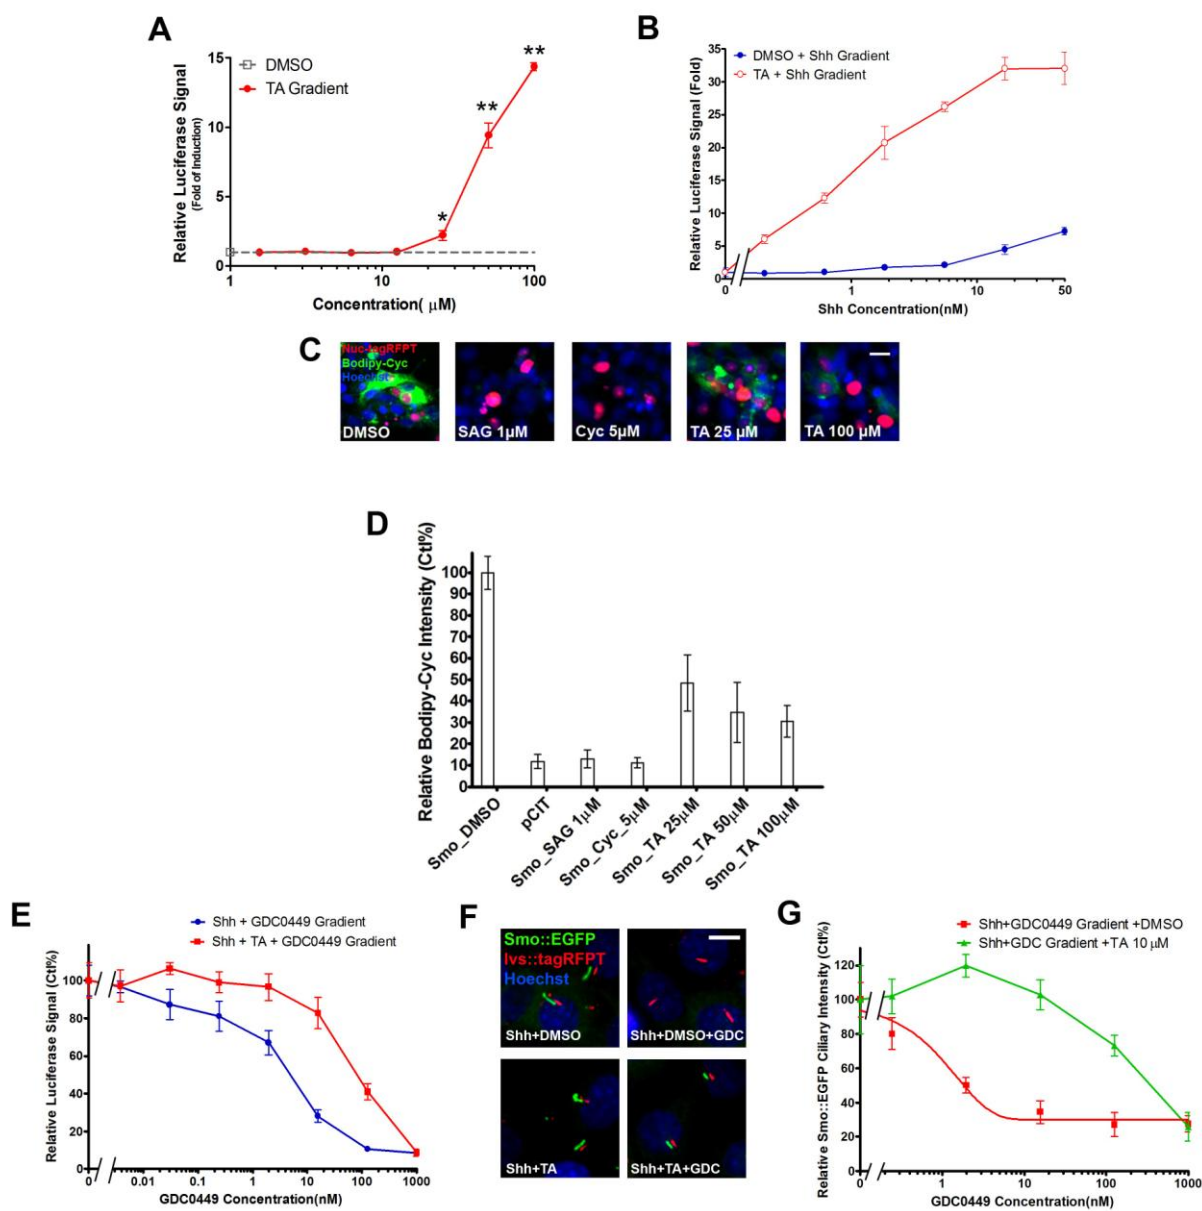 A
Relative Luciferase Signal
(Fold of Induction)
15
10
5
0
DMSO
TA Gradient
*
**
**
1
10
100
Concentration( μM)
B
Relative Luciferase Signal (Fold)
35
30
25
20
15
10
5
0
DMSO + Shh Gradient
TA + Shh Gradient
0
1
10
50
Shh Concentration(nM)
C
Nuc-tagRFPT
Bodipy-Cyc
Hoechst
DMSO
SAG 1μM
Cyc 5μM
TA 25 μM
TA 100 μM
D
Relative Bodipy-Cyc Intensity (Ctl%)
100
90
80
70
60
50
40
30
20
10
0
Smo_DMSO
pCIT
Smo_SAG 1μM
Smo_Cyc_5μM
Smo_TA 25μM
Smo_TA 50μM
Smo_TA 100μM
E
Shh + GDC0449 Gradient
Shh + TA + GDC0449 Gradient
Relative Luciferase Signal (Ctl%)
100
80
60
40
20
0
0
0.01
0.1
1
10
100
1000
GDC0449 Concentration(nM)
F
Smo::EGFP
Ivs::tagRFPT
Hoechst
Shh+DMSO
Shh+DMSO+GDC
Shh+TA
Shh+TA+GDC
G
Shh+GDC0449 Gradient +DMSO
Shh+GDC Gradient +TA 10 μM
Relative Smo::EGFP Ciliary Intensity (Ctl%)
120
100
80
60
40
20
0
0
1
10
100
1000
GDC0449 Concentration(nM)